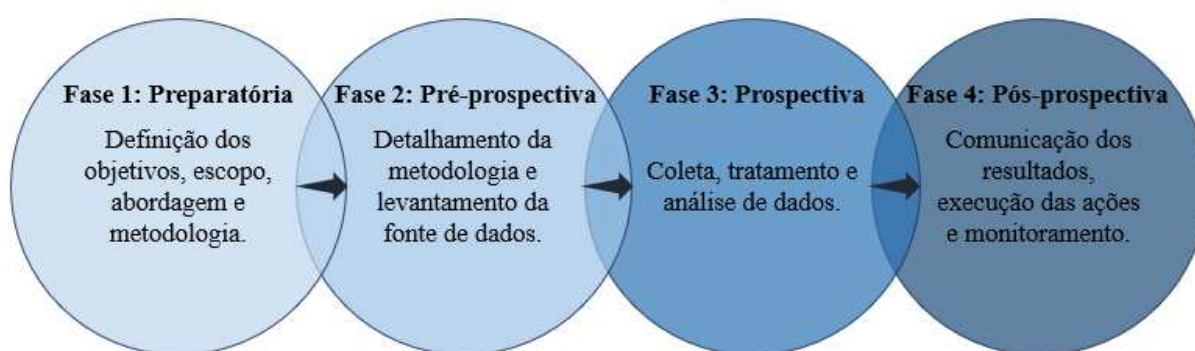 Fase 1: Preparatória
Definição dos
objetivos, escopo,
abordagem e
metodologia.
Fase 2: Pré-prospectiva
Detalhamento da
metodologia e
levantamento da
fonte de dados.
Fase 3: Prospectiva
Coleta, tratamento e
análise de dados.
Fase 4: Pós-prospectiva
Comunicação dos
resultados,
execução das ações
e monitoramento.